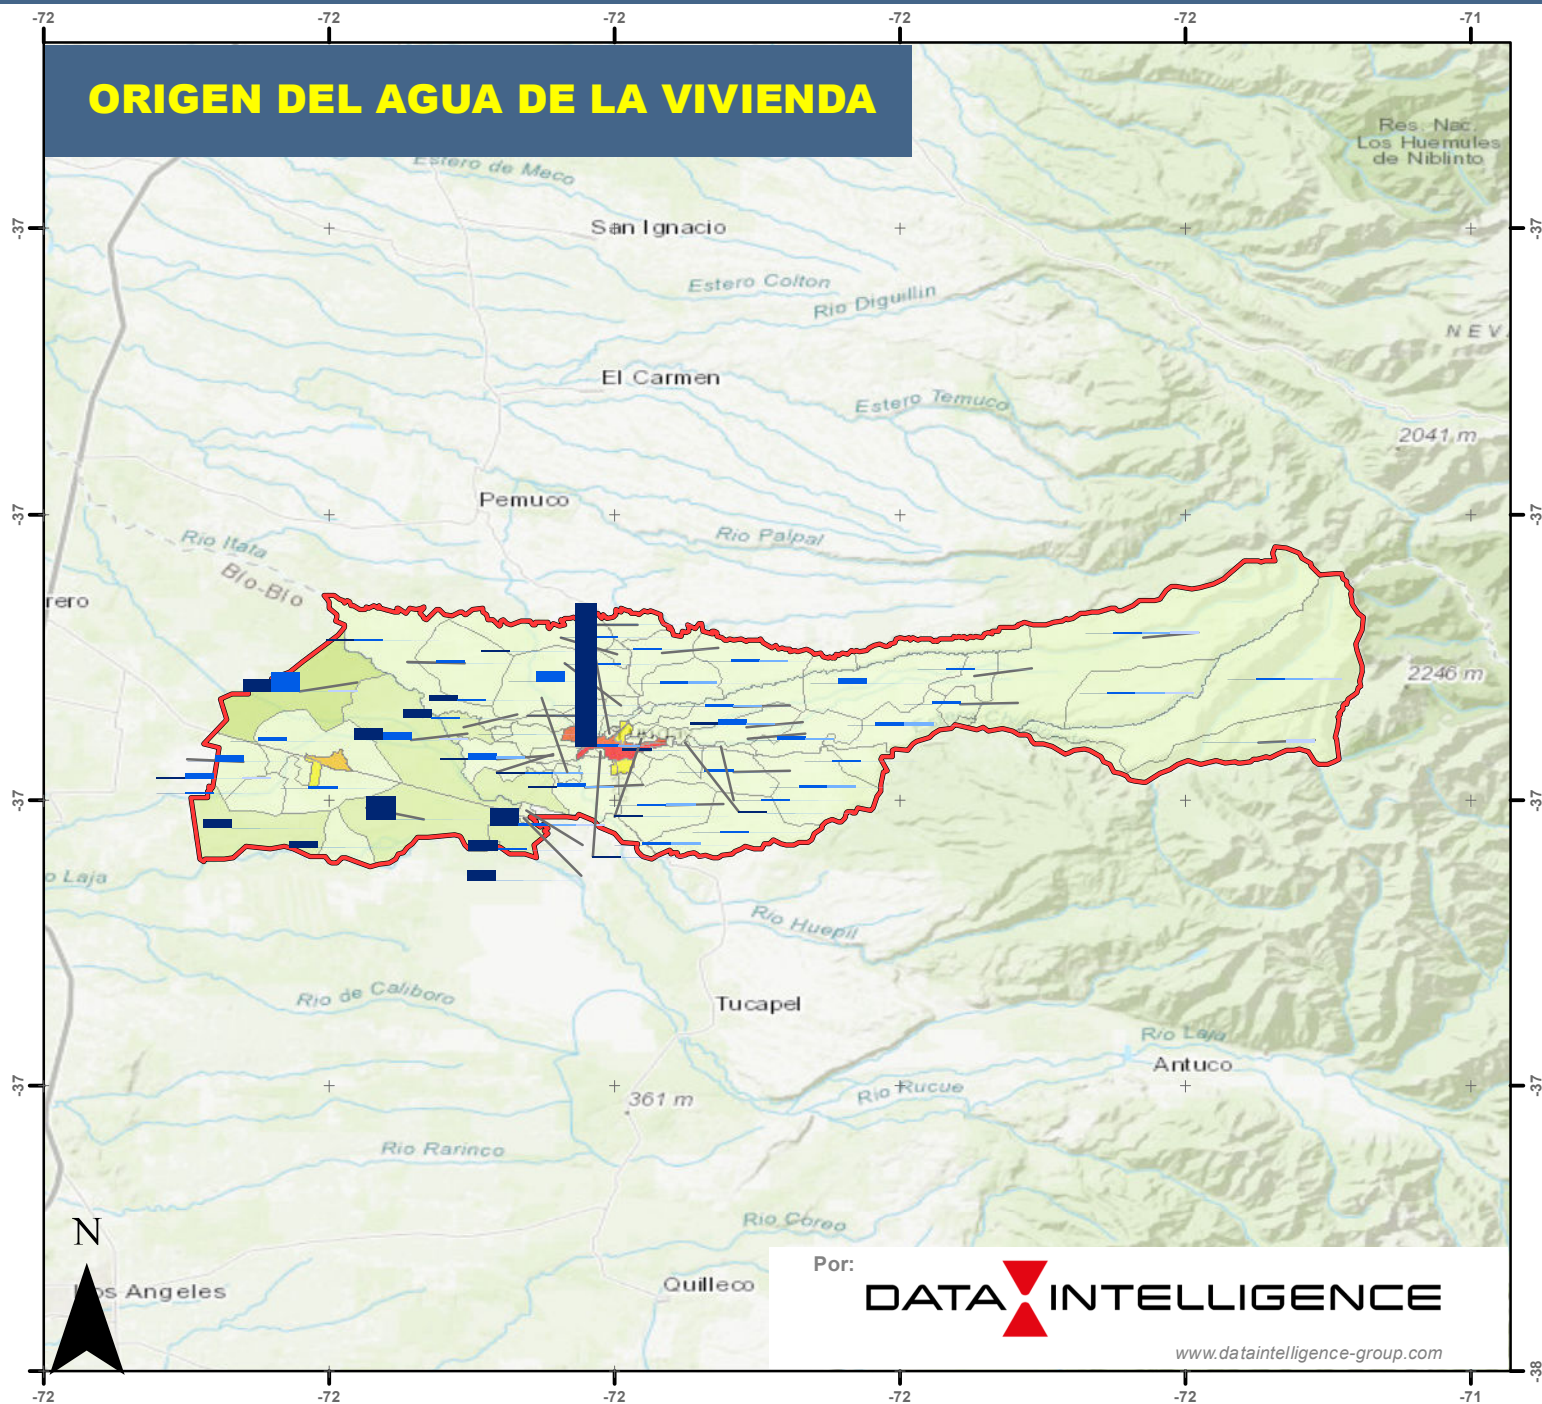 -72 -72 -72 -72 -72 -71
ORIGEN DEL AGUA DE LA VIVIENDA
Res. Nac.
Los Huemules
de Niblinto
Estero de Meco
San Ignacio
-37 -37
Estero Colton
Rio Diguillin
NEV.
El Carmen
Estero Temuco
2041 m
Pemuco
-37 -37
Rio Palpal
Rio Itata
Bío-Bío
rero
2246 m
-37 -37
o Laja
Rio Huepil
Rio de Caliboro
Tucapel
Rio Laja
Antuco
-37 -37
Rio Rucue
361 m
Rio Rarinco
Rio Coreo
N
Por:
os Angeles
Quilleco
DATA INTELLIGENCE
www.dataintelligence-group.com
-38
-72 -72 -72 -72 -72 -71